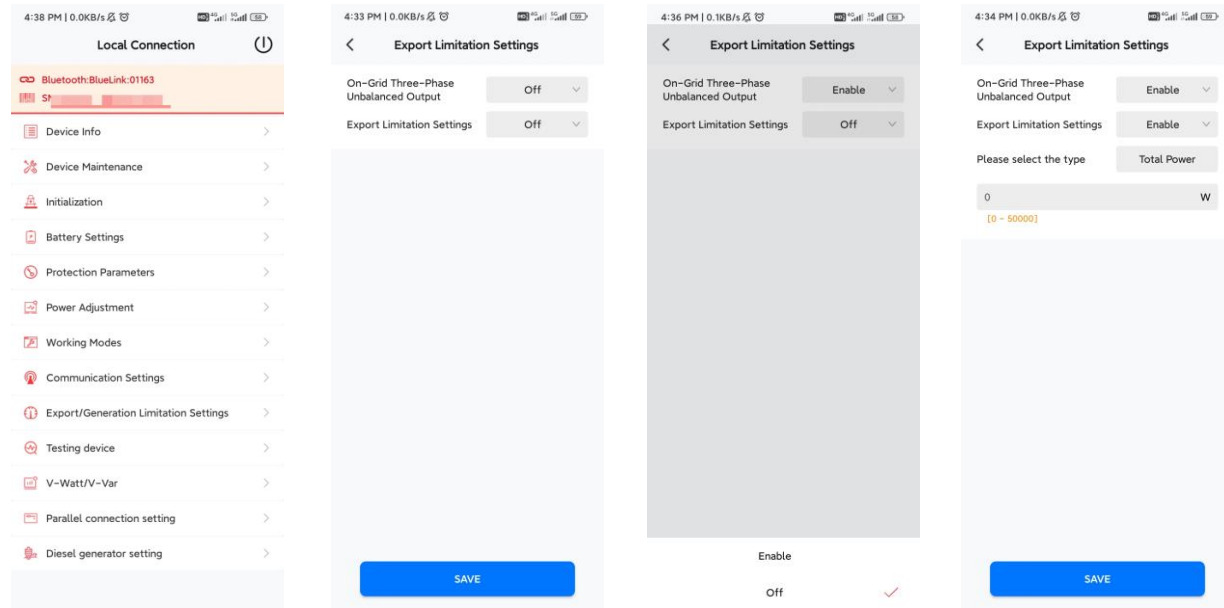 4:38 PM | 0.0KB/s
Local Connection
Bluetooth:BlueLink:01163
Device Info
Device Maintenance
Initialization
Battery Settings
Protection Parameters
Power Adjustment
Working Modes
Communication Settings
Export/Generation Limitation Settings
Testing device
V-Watt/V-Var
Parallel connection setting
Diesel generator setting
4:33 PM | 0.0KB/s
Export Limitation Settings
On-Grid Three-Phase
Unbalanced Output
Off
Export Limitation Settings
Off
SAVE
4:36 PM | 0.1KB/s
Export Limitation Settings
On-Grid Three-Phase
Unbalanced Output
Enable
Export Limitation Settings
Off
Enable
Off
4:34 PM | 0.0KB/s
Export Limitation Settings
On-Grid Three-Phase
Unbalanced Output
Enable
Export Limitation Settings
Enable
Please select the type
Total Power
0
W
[0 - 50000]
SAVE